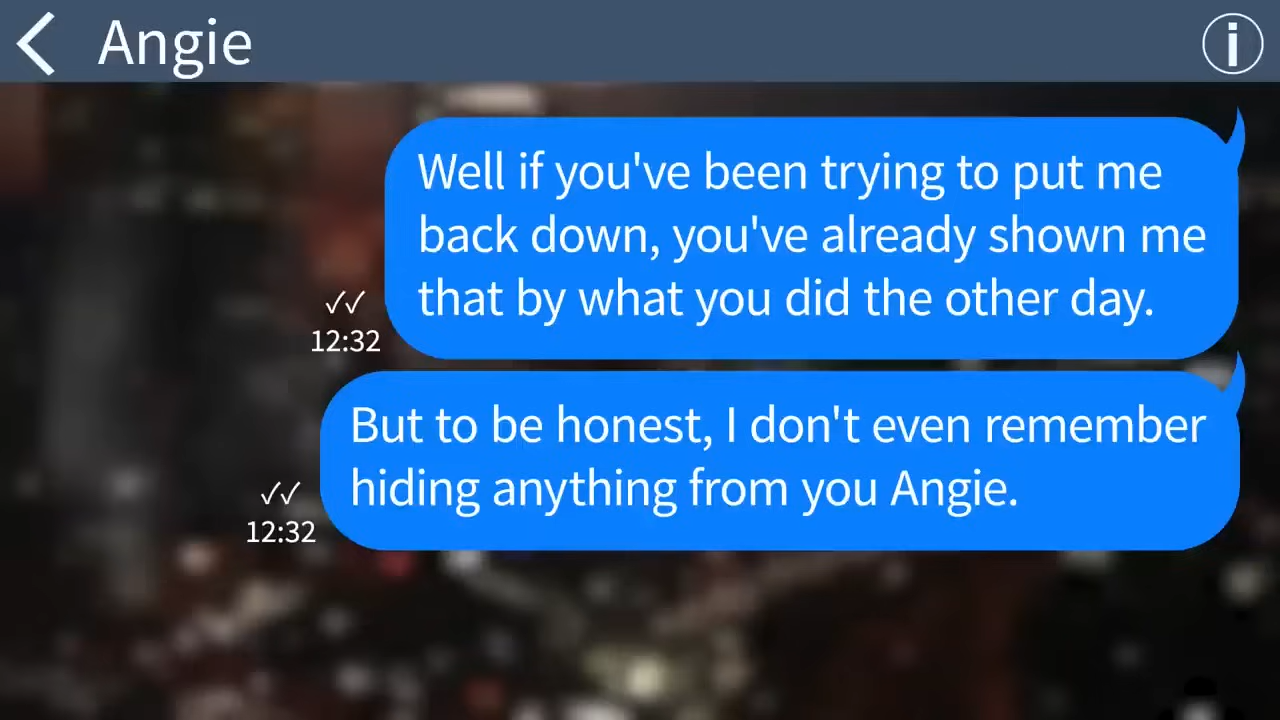 Angie
Well if you've been trying to put me
back down, you've already shown me
that by what you did the other day.
✓✓
12:32
But to be honest, I don't even remember
hiding anything from you Angie.
✓✓
12:32